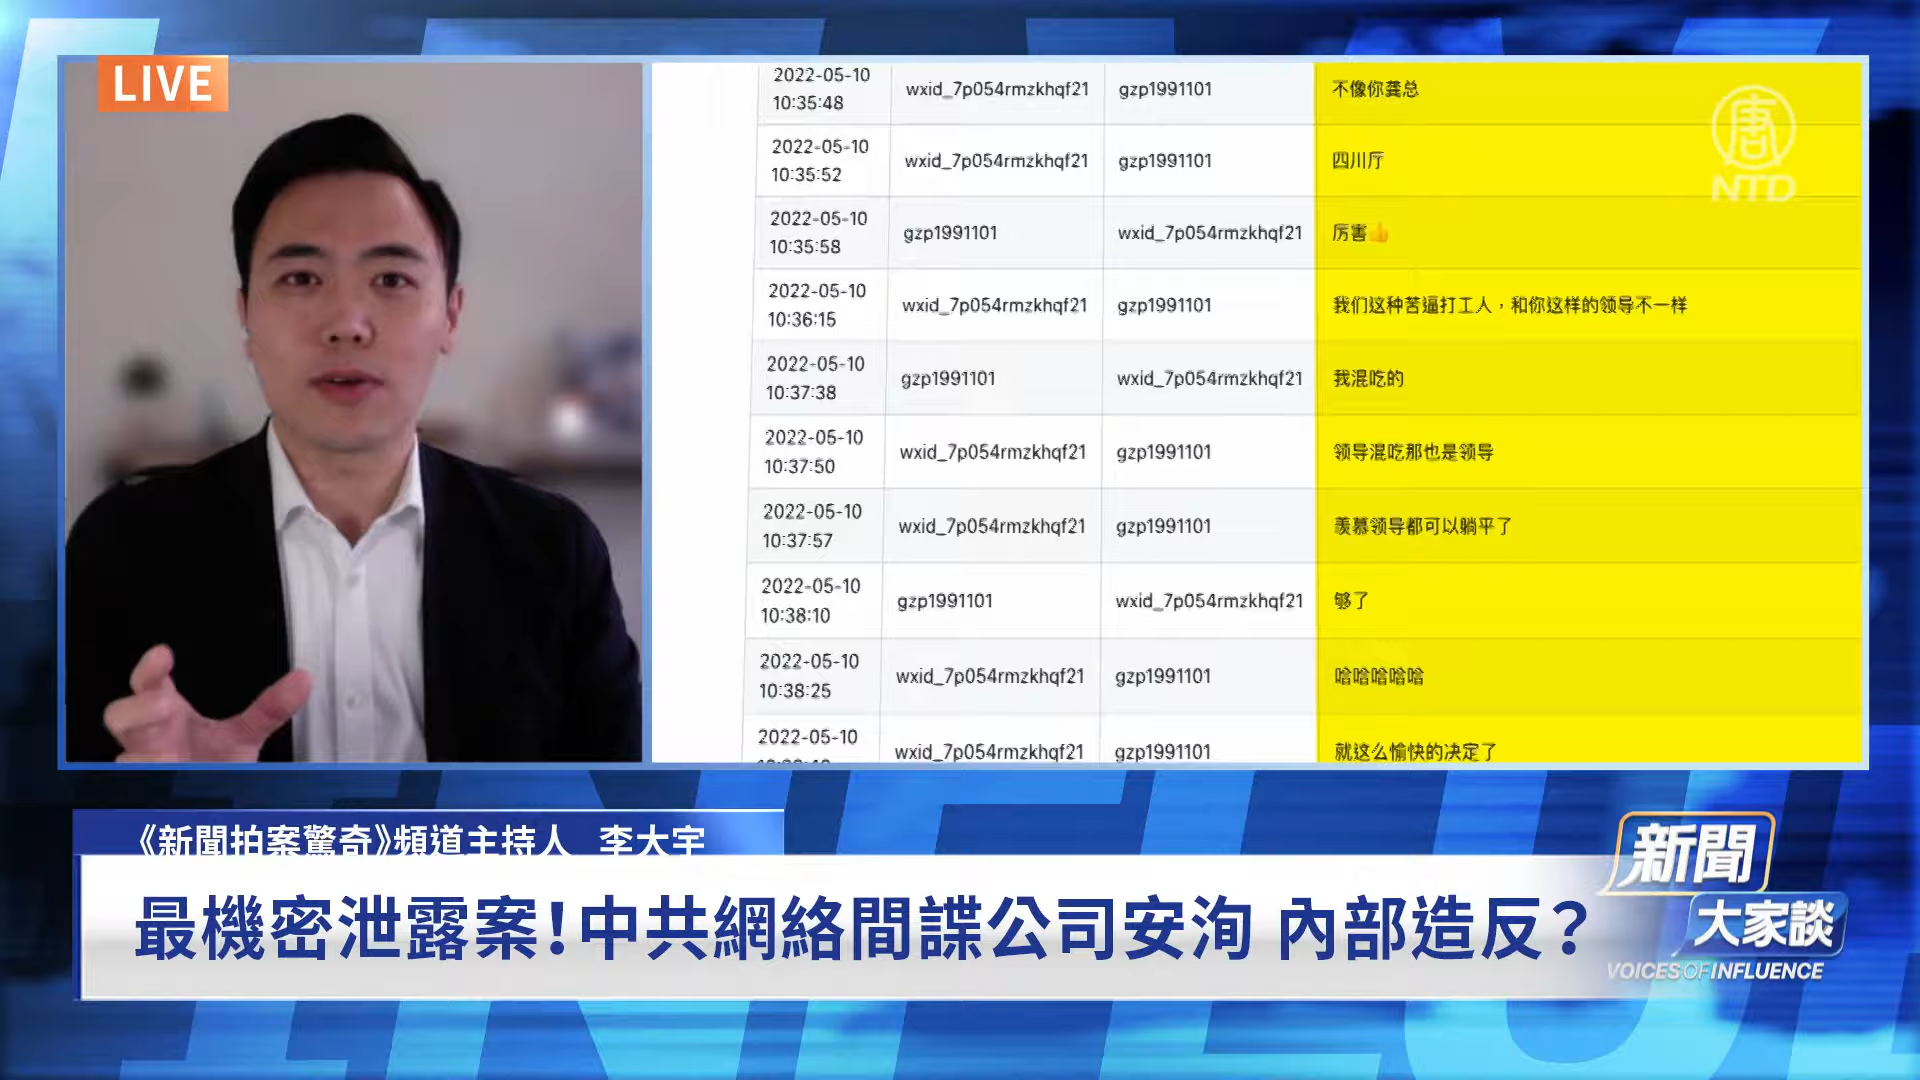 LIVE
2022-05-10
10:35:48
wxid_7p054rmzkhqf21
gzp1991101
不像你龚总
2022-05-10
10:35:52
wxid_7p054rmzkhqf21
gzp1991101
四川厅
2022-05-10
10:35:58
gzp1991101
wxid_7p054rmzkhqf21
厉害👍
2022-05-10
10:36:15
wxid_7p054rmzkhqf21
gzp1991101
我们这种苦逼打工人，和你这样的领导不一样
2022-05-10
10:37:38
gzp1991101
wxid_7p054rmzkhqf21
我混吃的
2022-05-10
10:37:50
wxid_7p054rmzkhqf21
gzp1991101
领导混吃那也是领导
2022-05-10
10:37:57
wxid_7p054rmzkhqf21
gzp1991101
羡慕领导都可以躺平了
2022-05-10
10:38:10
gzp1991101
wxid_7p054rmzkhqf21
够了
2022-05-10
10:38:25
wxid_7p054rmzkhqf21
gzp1991101
哈哈哈哈哈
2022-05-10
wxid_7p054rmzkhqf21
gzp1991101
就这么愉快的决定了
唐
NTD
《新聞拍案驚奇》頻道主持人 李大宇
最機密泄露案！中共網絡間諜公司安洵 內部造反？
新聞
大家談
VOICES OF INFLUENCE